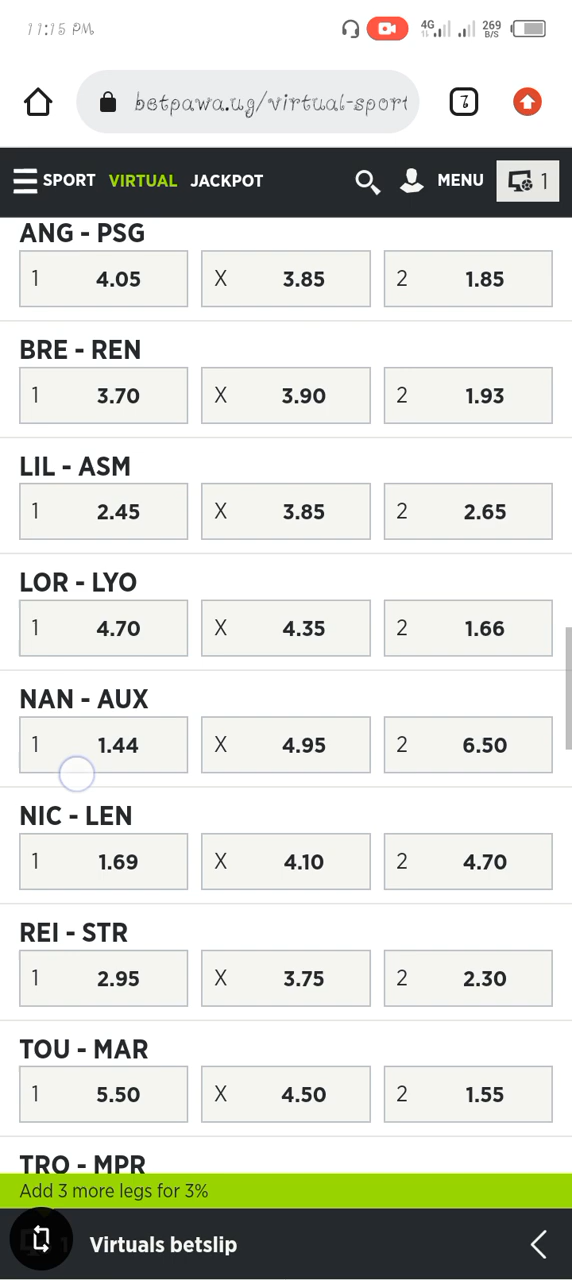 11:15 PM 4G 269 B/S
betpawa.ug/virtual-sport 7
SPORT VIRTUAL JACKPOT MENU 1
ANG - PSG
1 4.05 X 3.85 2 1.85
BRE - REN
1 3.70 X 3.90 2 1.93
LIL - ASM
1 2.45 X 3.85 2 2.65
LOR - LYO
1 4.70 X 4.35 2 1.66
NAN - AUX
1 1.44 X 4.95 2 6.50
NIC - LEN
1 1.69 X 4.10 2 4.70
REI - STR
1 2.95 X 3.75 2 2.30
TOU - MAR
1 5.50 X 4.50 2 1.55
TRO - MPR
Add 3 more legs for 3%
1 Virtuals betslip